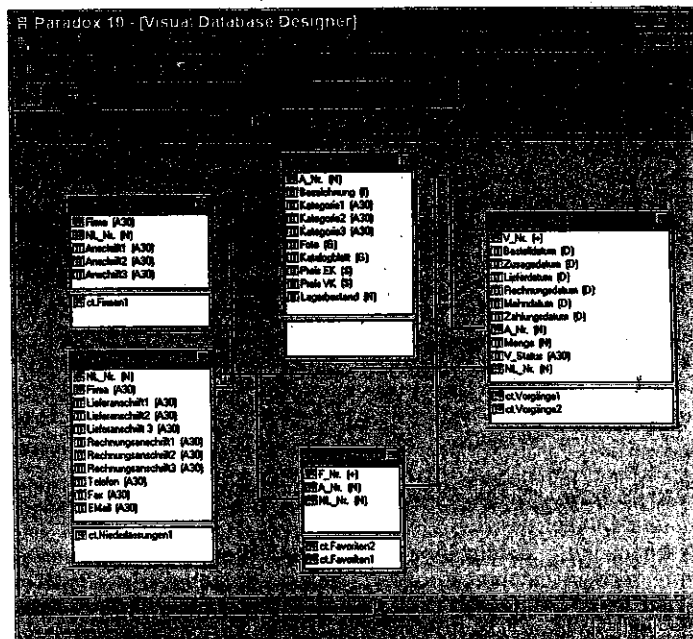 Paradox 10 - [Visual Database Designer]
Firma (A30)
NL_Nr. (N)
Anschrift1 (A30)
Anschrift2 (A30)
Anschrift3 (A30)
ct.Firmen1
NL_Nr. (N)
Firma (A30)
Lieferanschrift1 (A30)
Lieferanschrift2 (A30)
Lieferanschrift 3 (A30)
Rechnungsanschrift1 (A30)
Rechnungsanschrift2 (A30)
Rechnungsanschrift3 (A30)
Telefon (A30)
Fax (A30)
EMail (A30)
ct.Niederlassungen1
A_Nr. (N)
Bezeichnung (I)
Kategorie1 (A30)
Kategorie2 (A30)
Kategorie3 (A30)
Foto (G)
Katalogblatt (G)
Preis EK ($)
Preis VK ($)
Lagerbestand (N)
F_Nr. (+)
A_Nr. (N)
NL_Nr. (N)
ct.Favoriten2
ct.Favoriten1
V_Nr. (+)
Bestelldatum (D)
Zusagedatum (D)
Lieferdatum (D)
Rechnungsdatum (D)
Mahndatum (D)
Zahlungsdatum (D)
A_Nr. (N)
Menge (N)
V_Status (A30)
NL_Nr. (N)
ct.Vorgänge1
ct.Vorgänge2